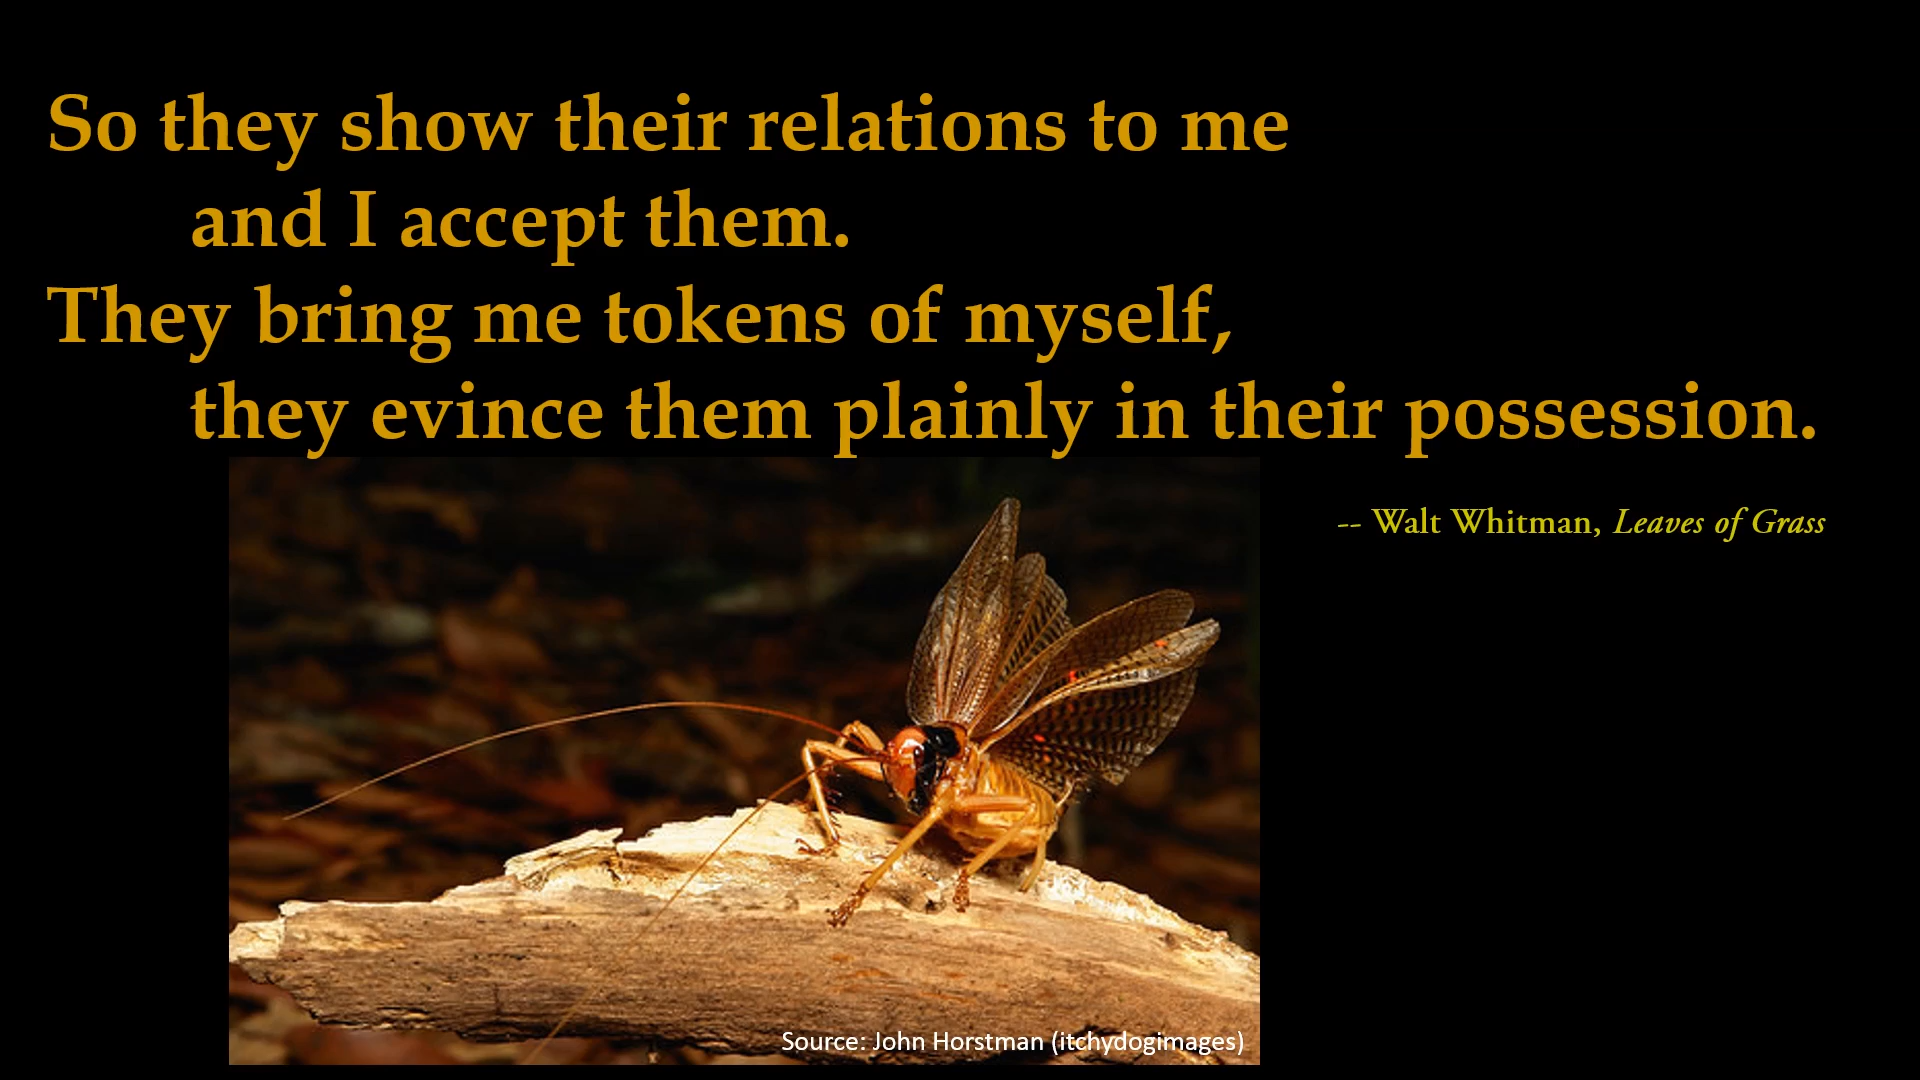 So they show their relations to me
and I accept them.
They bring me tokens of myself,
they evince them plainly in their possession.
-- Walt Whitman, Leaves of Grass
Source: John Horstman (itchydogimages)